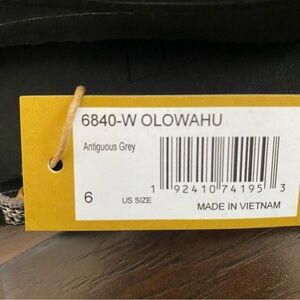 6840-W OLOWAHU
Antiguous Grey
6 US SIZE
1 92410 74195 3
MADE IN VIETNAM